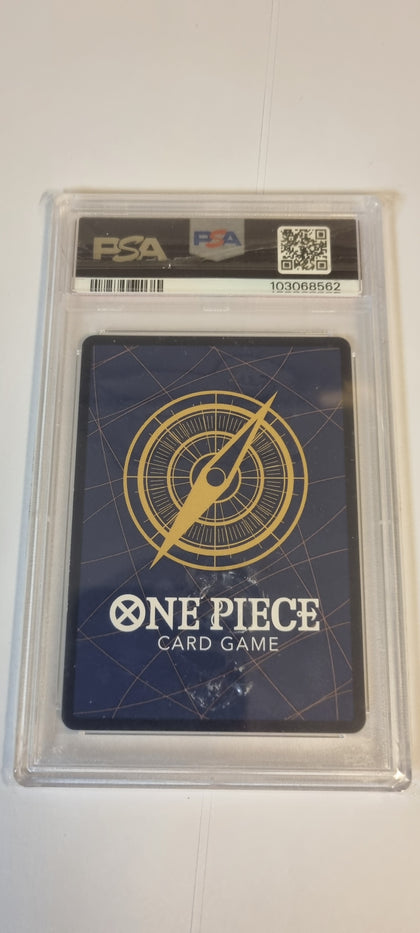 PSA
PSA
103068562
ONE PIECE
CARD GAME